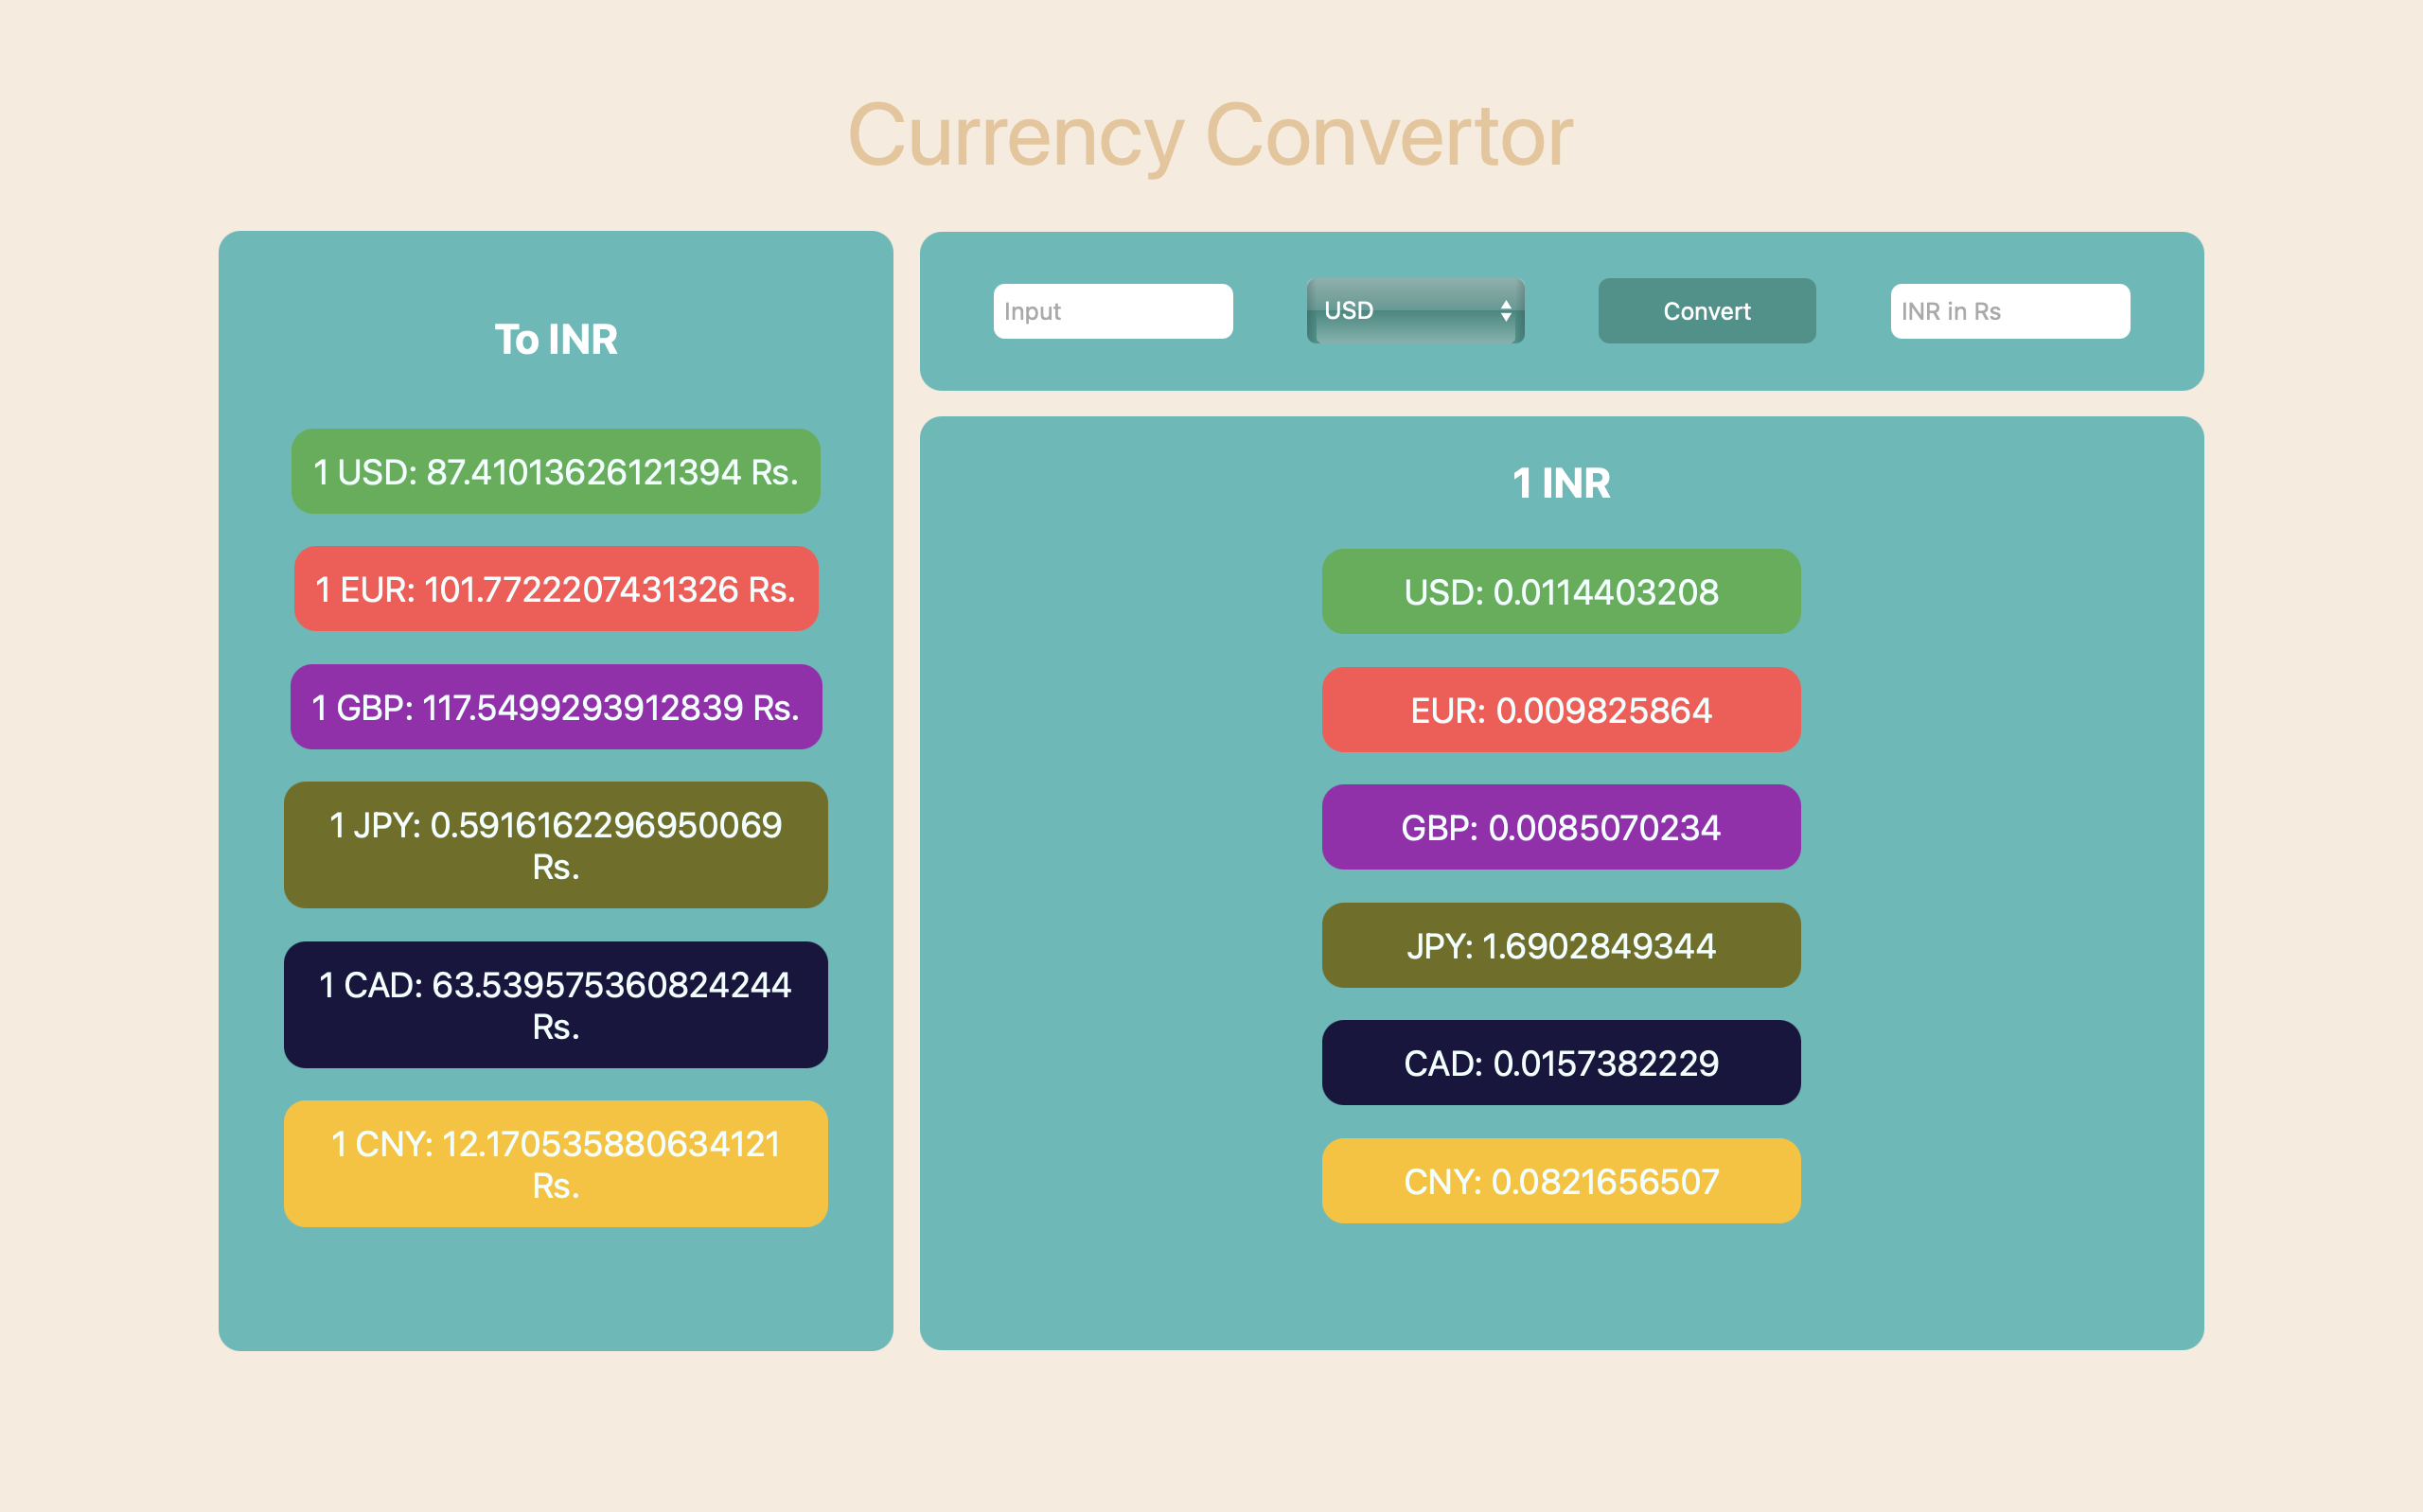 Currency Convertor
To INR
1 USD: 87.410136261213​94 Rs.
1 EUR: 101.77222207431326 Rs.
1 GBP: 117.5499293912839 Rs.
1 JPY: 0.5916162296950069
Rs.
1 CAD: 63.539575360824244
Rs.
1 CNY: 12.170535880634121
Rs.
Input
USD
Convert
INR in Rs
1 INR
USD: 0.0114403208
EUR: 0.009825864
GBP: 0.0085070234
JPY: 1.6902849344
CAD: 0.0157382229
CNY: 0.0821656507